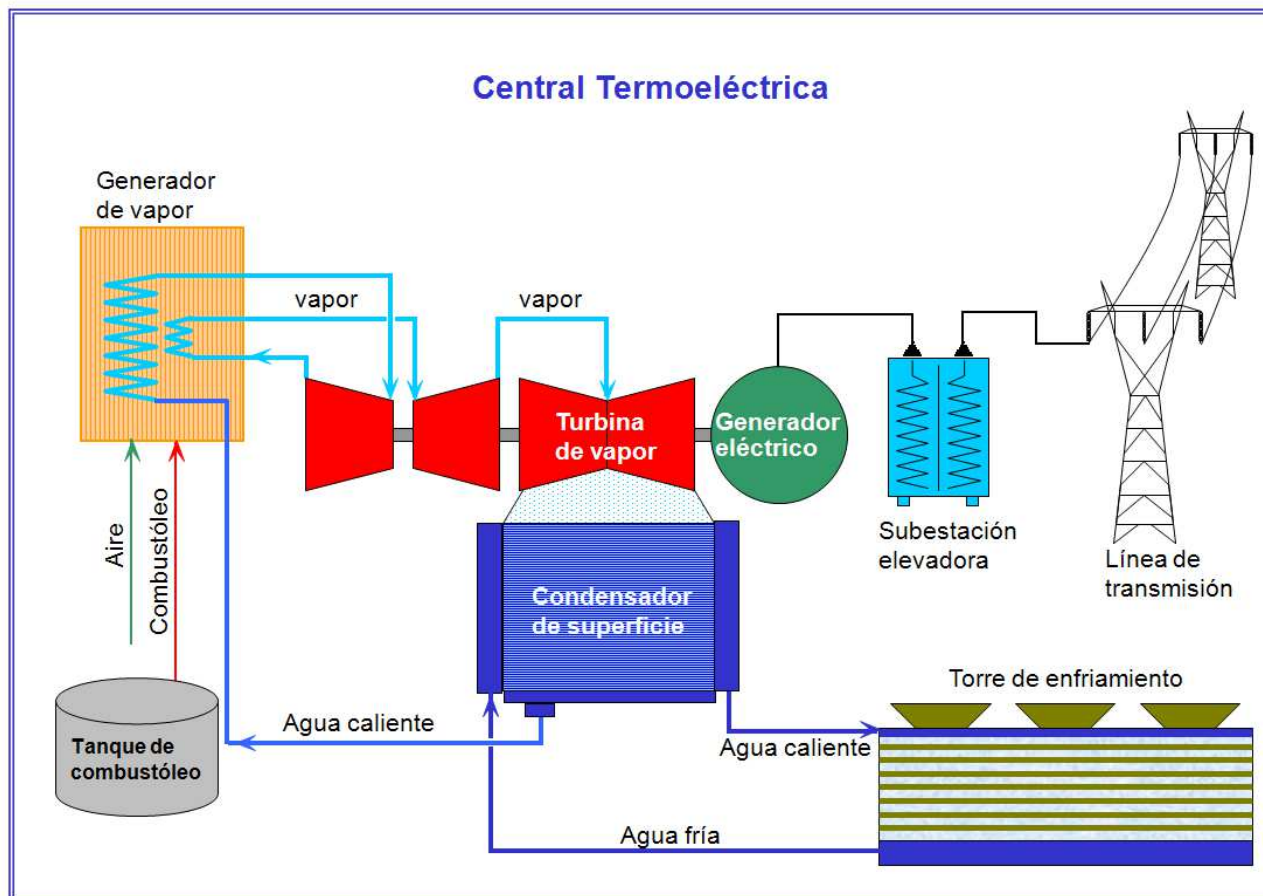 Central Termoeléctrica
Generador
de vapor
vapor
vapor
Turbina
de vapor
Generador
eléctrico
Subestación
elevadora
Línea de
transmisión
Aire
Combustóleo
Condensador
de superficie
Torre de enfriamiento
Tanque de
combustóleo
Agua caliente
Agua caliente
Agua fría